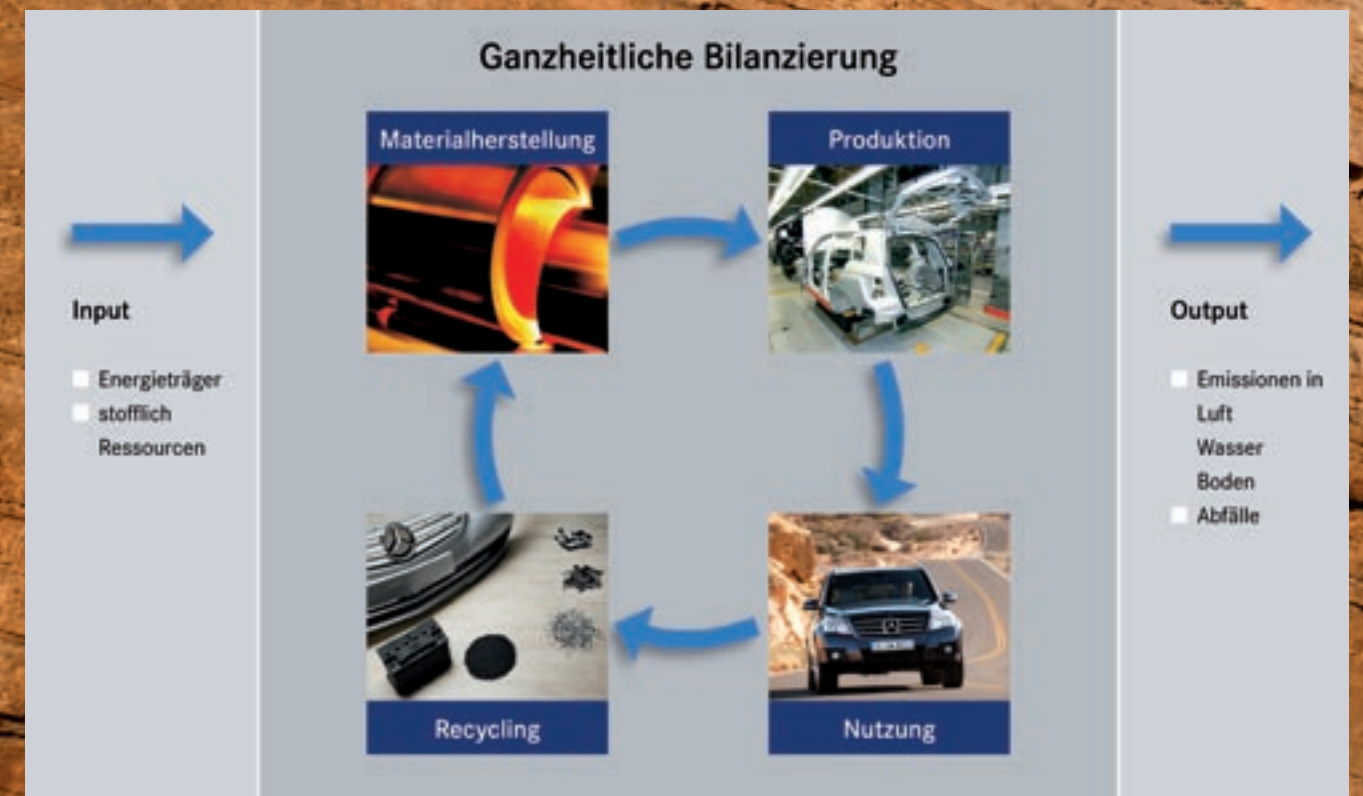 Ganzheitliche Bilanzierung
Input
Energieträger
stofflich
Ressourcen
Materialherstellung
Produktion
Recycling
Nutzung
Output
Emissionen in
Luft
Wasser
Boden
Abfälle